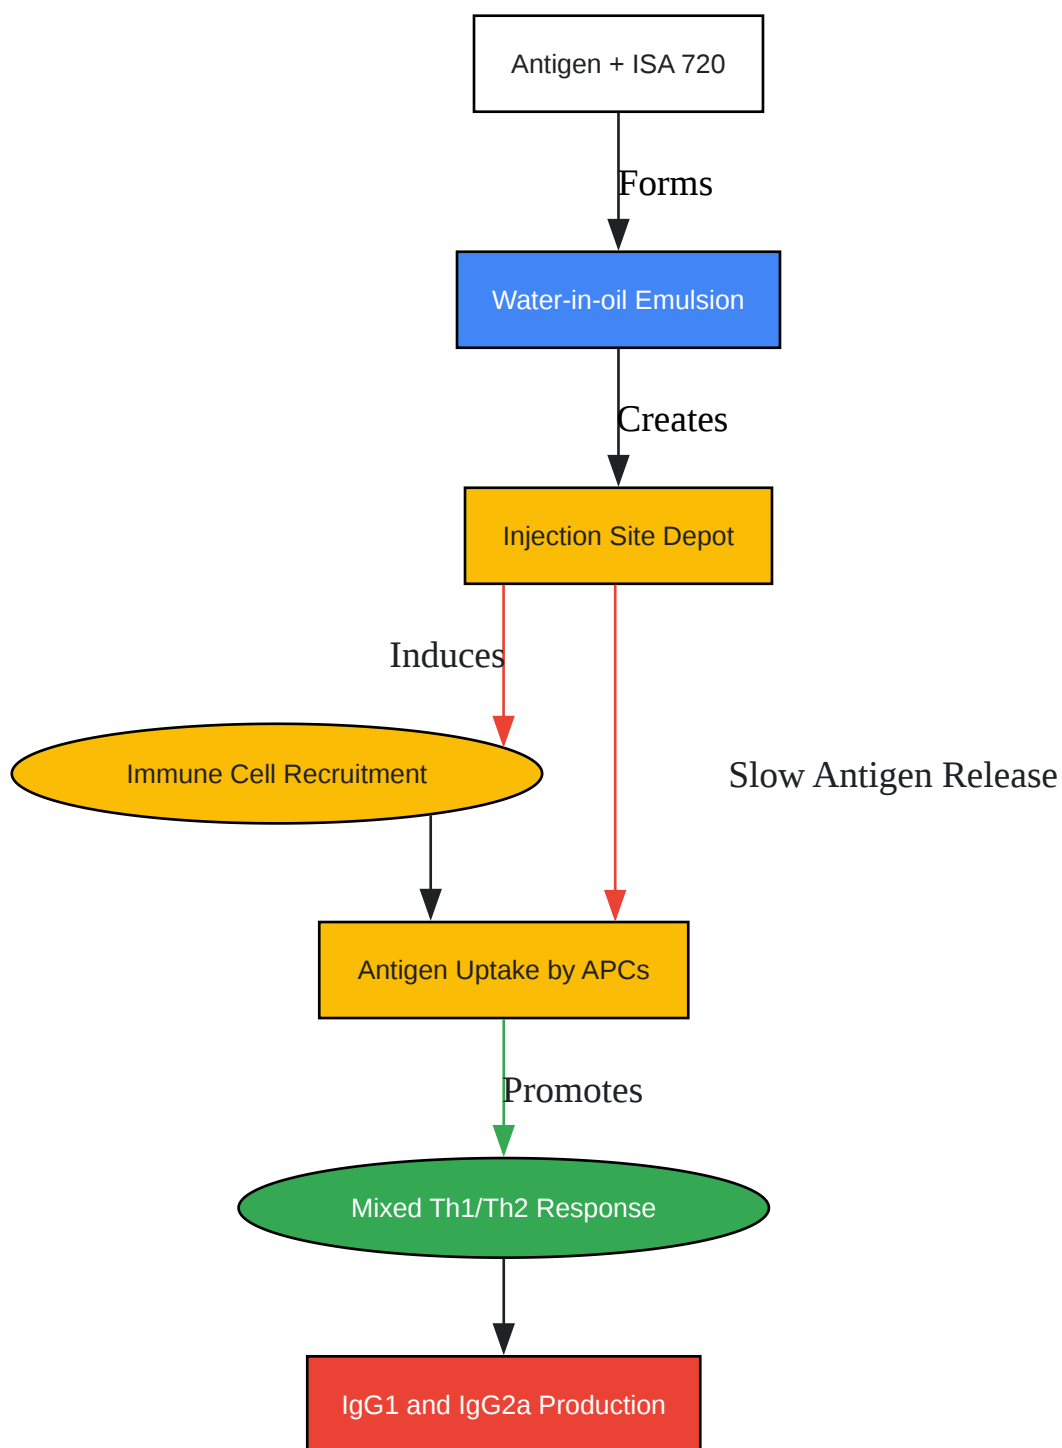 Antigen + ISA 720
Forms
Water-in-oil Emulsion
Creates
Injection Site Depot
Induces
Immune Cell Recruitment
Slow Antigen Release
Antigen Uptake by APCs
Promotes
Mixed Th1/Th2 Response
IgG1 and IgG2a Production